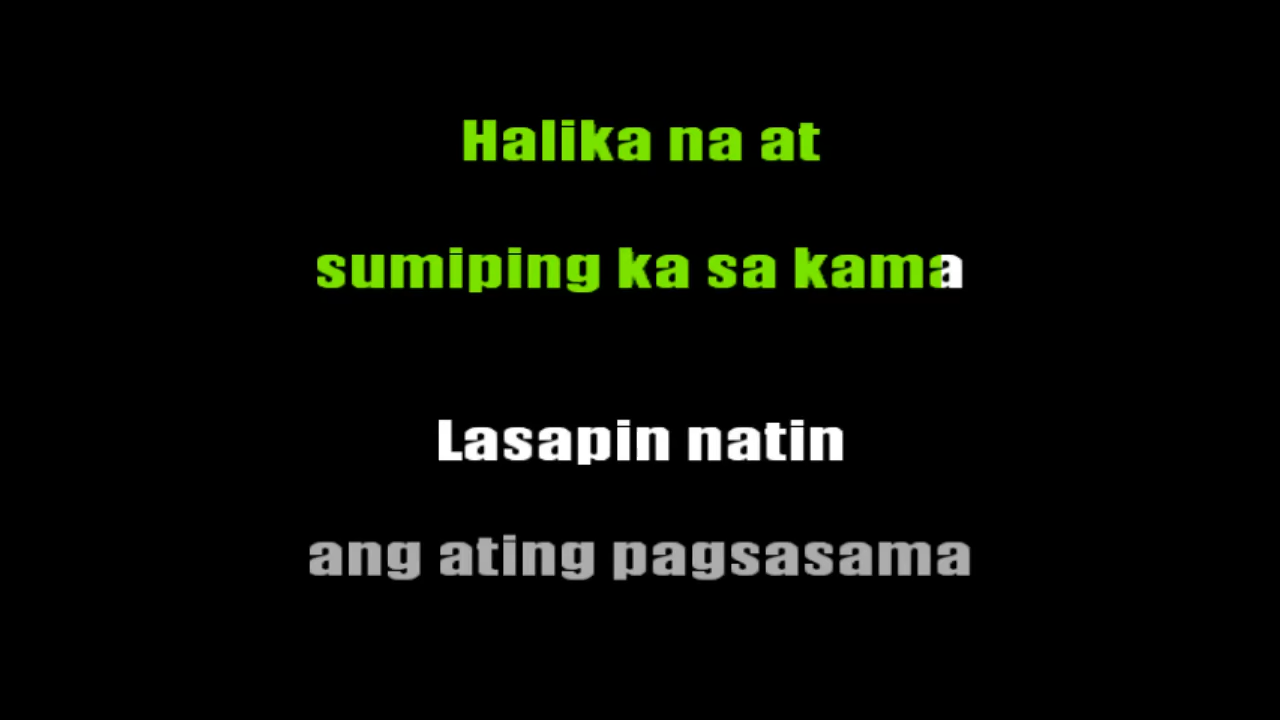 Halika na at
sumiping ka sa kama
Lasapin natin
ang ating pagsasama